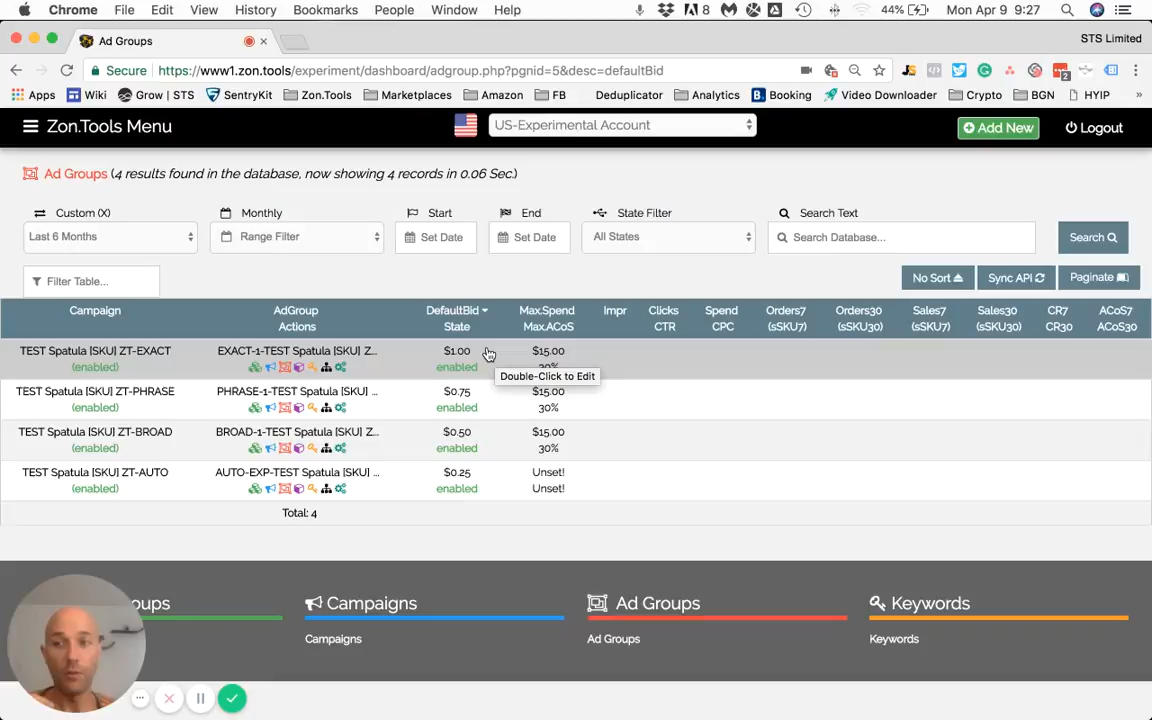 Chrome File Edit View History Bookmarks People Window Help 8 44% Mon Apr 9 9:27
Ad Groups STS Limited
Secure https://www1.zon.tools/experiment/dashboard/adgroup.php?pgnid=5&desc=defaultBid
Apps Wiki Grow | STS SentryKit Zon.Tools Marketplaces Amazon FB Deduplicator Analytics Booking Video Downloader Crypto BGN HYIP »
Zon.Tools Menu US-Experimental Account Add New Logout
Ad Groups (4 results found in the database, now showing 4 records in 0.06 Sec.)
Custom (X) Monthly Start End State Filter Search Text
Last 6 Months Range Filter Set Date Set Date All States Search Database... Search
Filter Table... No Sort Sync API Paginate
Campaign AdGroup DefaultBid Max.Spend Impr Clicks Spend Orders7 Orders30 Sales7 Sales30 CR7 ACoS7
Actions State Max.ACoS CTR CPC (sSKU7) (sSKU30) (sSKU7) (sSKU30) CR30 ACoS30
TEST Spatula [SKU] ZT-EXACT EXACT-1-TEST Spatula [SKU] Z... $1.00 $15.00
(enabled) enabled 30%
Double-Click to Edit
TEST Spatula [SKU] ZT-PHRASE PHRASE-1-TEST Spatula [SKU] ... $0.75 $15.00
(enabled) enabled 30%
TEST Spatula [SKU] ZT-BROAD BROAD-1-TEST Spatula [SKU] Z... $0.50 $15.00
(enabled) enabled 30%
TEST Spatula [SKU] ZT-AUTO AUTO-EXP-TEST Spatula [SKU] ... $0.25 Unset!
(enabled) enabled Unset!
Total: 4
oups Campaigns Ad Groups Keywords
Campaigns Ad Groups Keywords